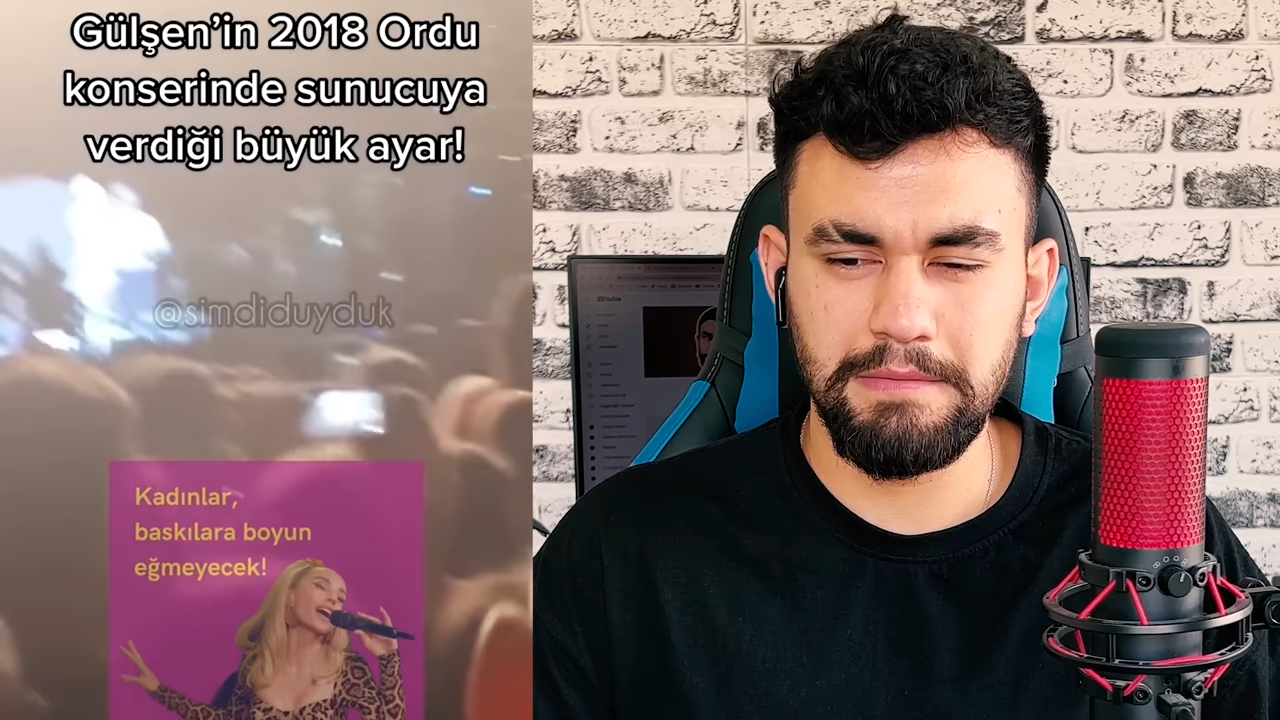 Gülşen’in 2018 Ordu
konserinde sunucuya
verdiği büyük ayar!
@simdiduyduk
Kadınlar,
baskılara boyun
eğmeyecek!